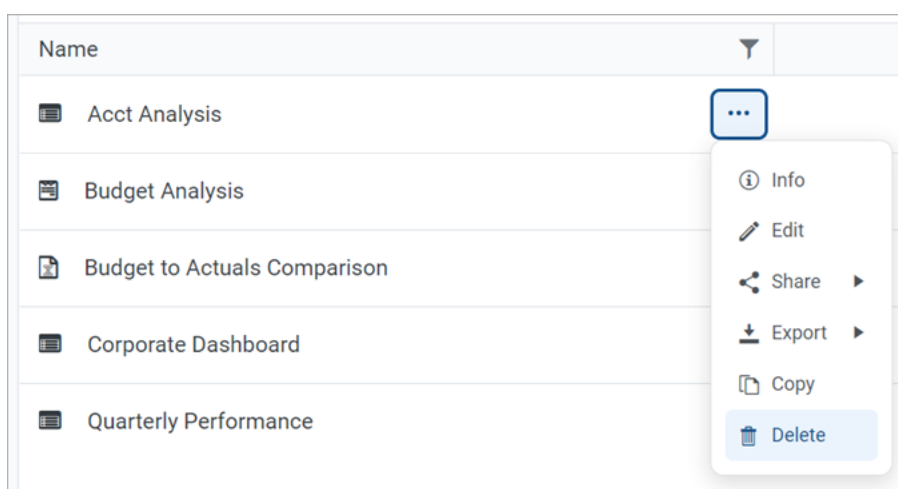 Name
Acct Analysis
Budget Analysis
Budget to Actuals Comparison
Corporate Dashboard
Quarterly Performance
Info
Edit
Share
Export
Copy
Delete